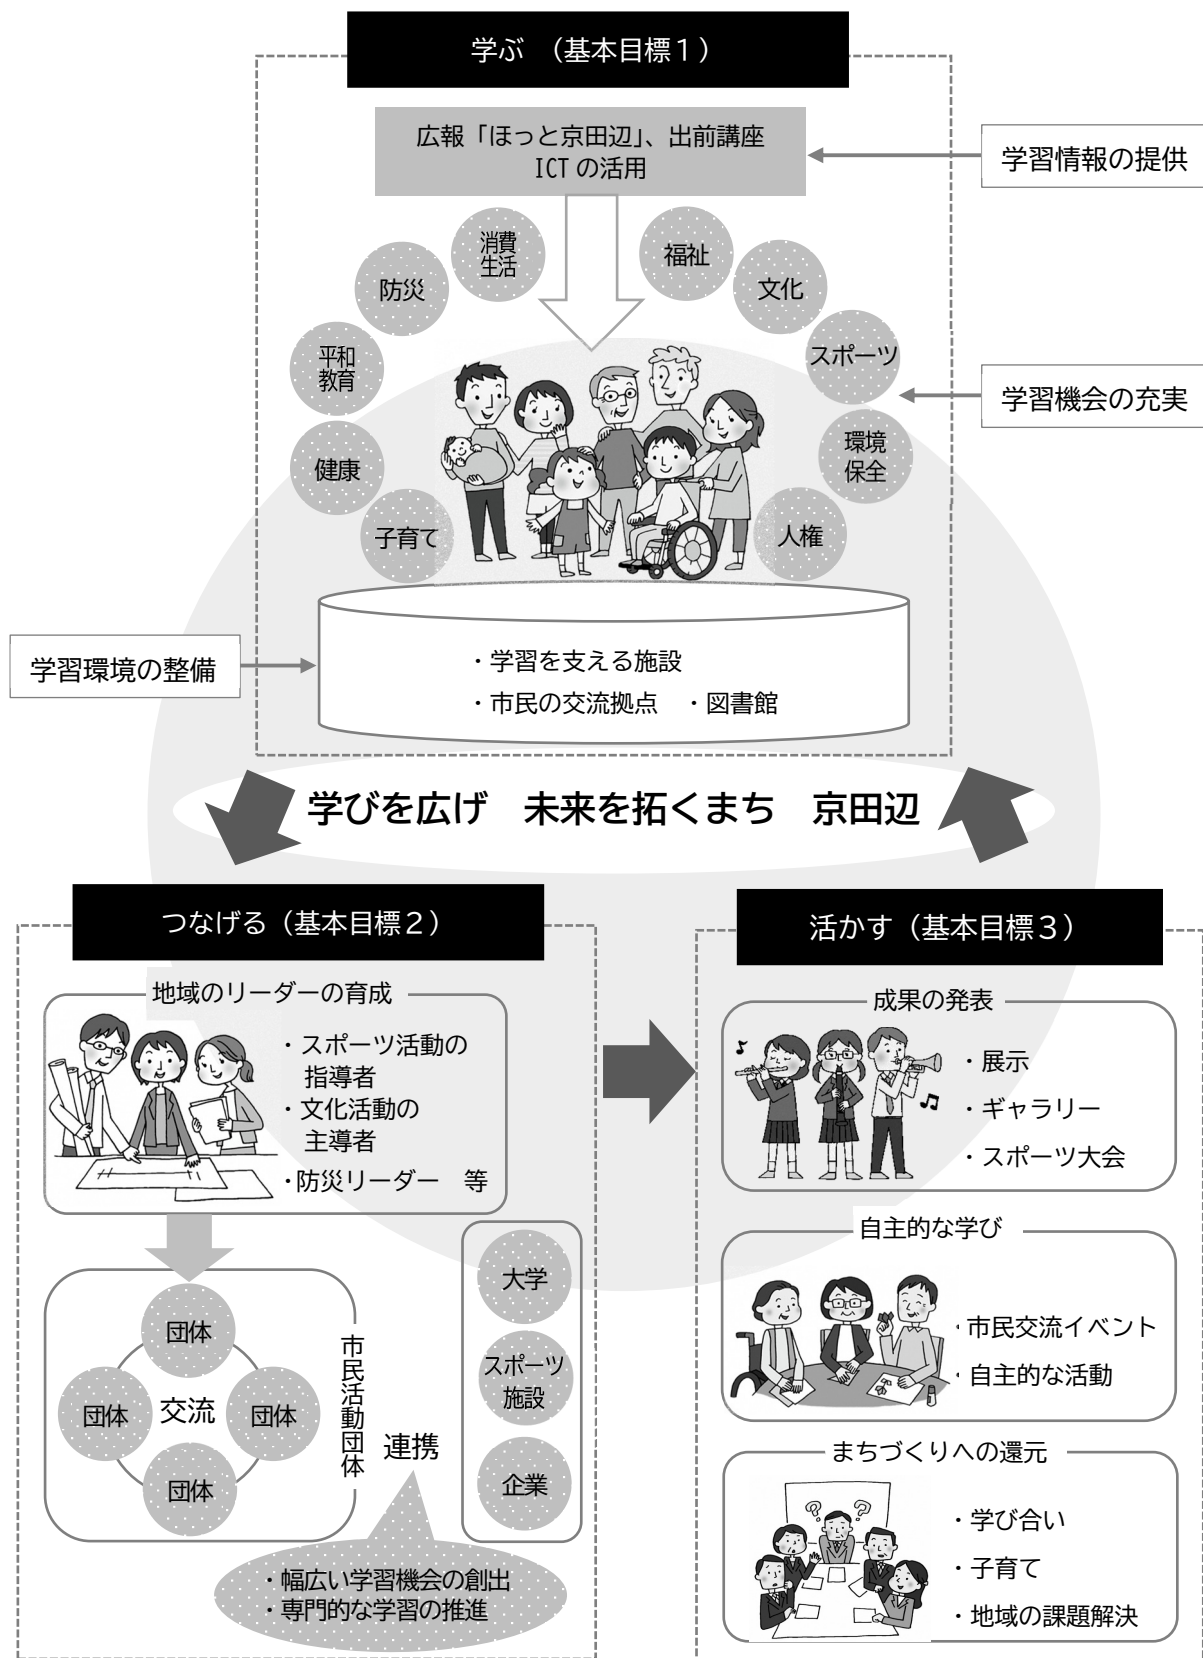 学ぶ （基本目標１）
広報「ほっと京田辺」、出前講座
ICT の活用
学習情報の提供
消費
生活
福祉
防災
文化
平和
教育
スポーツ
学習機会の充実
健康
環境
保全
子育て
人権
学習環境の整備
・学習を支える施設
・市民の交流拠点 ・図書館
学びを広げ 未来を拓くまち 京田辺
つなげる（基本目標２）
地域のリーダーの育成
・スポーツ活動の
指導者
・文化活動の
主導者
・防災リーダー 等
団体
団体
交流
団体
団体
市民活動団体
連携
大学
スポーツ
施設
企業
・幅広い学習機会の創出
・専門的な学習の推進
活かす（基本目標３）
成果の発表
・展示
・ギャラリー
・スポーツ大会
自主的な学び
・市民交流イベント
・自主的な活動
まちづくりへの還元
・学び合い
・子育て
・地域の課題解決